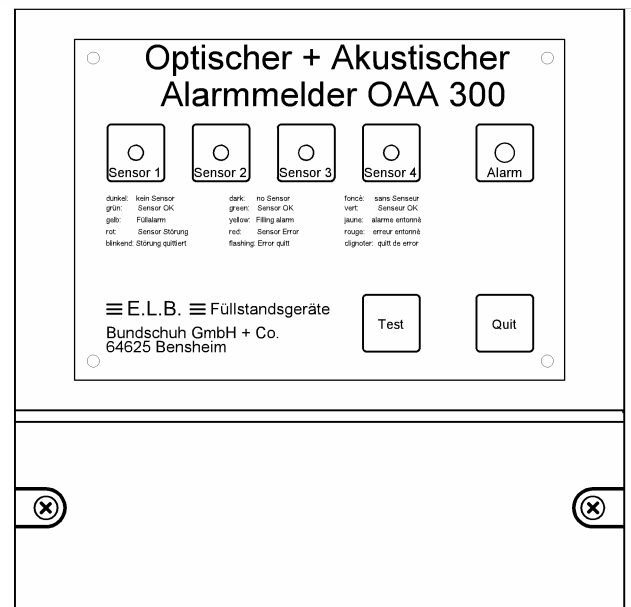 Optischer + Akustischer
Alarmmelder OAA 300
Sensor 1 Sensor 2 Sensor 3 Sensor 4 Alarm
dunkel: kein Sensor
grün: Sensor OK
gelb: Füllalarm
rot: Sensor Störung
blinkend: Störung quittiert
dark: no Sensor
green: Sensor OK
yellow: Filling alarm
red: Sensor Error
flashing: Error quitt
foncè: sans Senseur
vert: Senseur OK
jaune: alarme entonnè
rouge: erreur entonnè
clignoter: quitt de error
E.L.B. Füllstandsgeräte
Bundschuh GmbH + Co.
64625 Bensheim
Test Quit